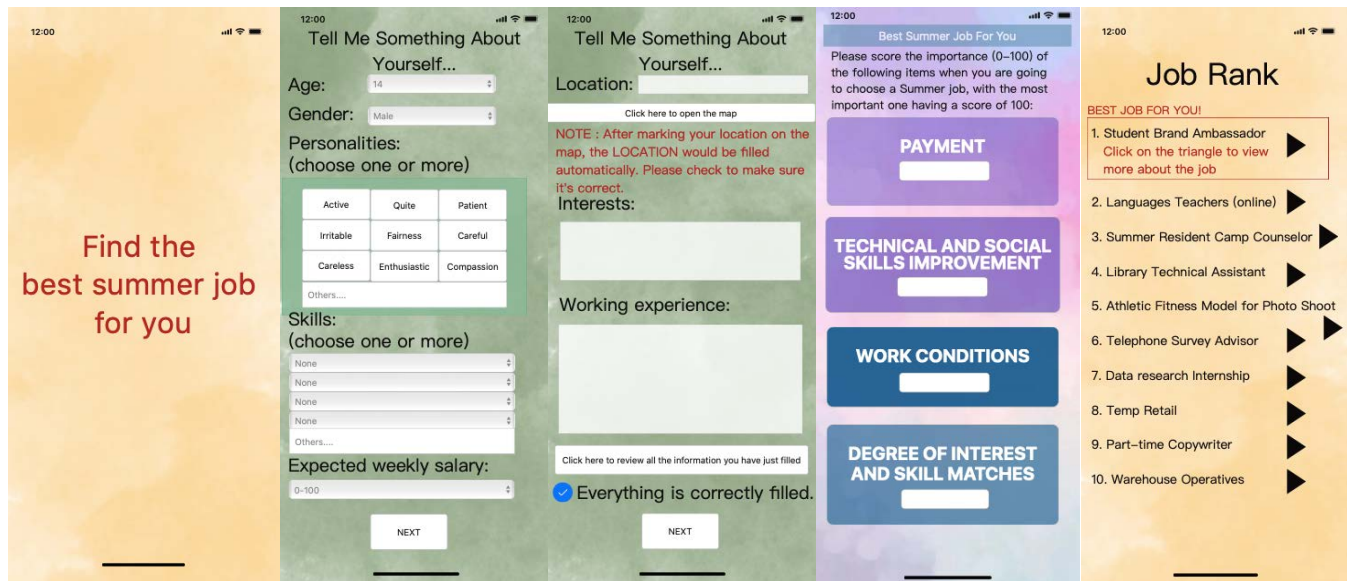 12:00
Find the
best summer job
for you
12:00
Tell Me Something About
Yourself...
Age:
14
Gender:
Male
Personalities:
(choose one or more)
Active
Quite
Patient
Irritable
Fairness
Careful
Careless
Enthusiastic
Compassion
Others....
Skills:
(choose one or more)
None
None
None
None
Others....
Expected weekly salary:
0-100
NEXT
12:00
Tell Me Something About
Yourself...
Location:
Click here to open the map
NOTE : After marking your location on the
map, the LOCATION would be filled
automatically. Please check to make sure
it's correct.
Interests:
Working experience:
Click here to review all the information you have just filled
Everything is correctly filled.
NEXT
12:00
Best Summer Job For You
Please score the importance (0-100) of
the following items when you are going
to choose a Summer job, with the most
important one having a score of 100:
PAYMENT
TECHNICAL AND SOCIAL
SKILLS IMPROVEMENT
WORK CONDITIONS
DEGREE OF INTEREST
AND SKILL MATCHES
12:00
Job Rank
BEST JOB FOR YOU!
1. Student Brand Ambassador
Click on the triangle to view
more about the job
2. Languages Teachers (online)
3. Summer Resident Camp Counselor
4. Library Technical Assistant
5. Athletic Fitness Model for Photo Shoot
6. Telephone Survey Advisor
7. Data research Internship
8. Temp Retail
9. Part-time Copywriter
10. Warehouse Operatives